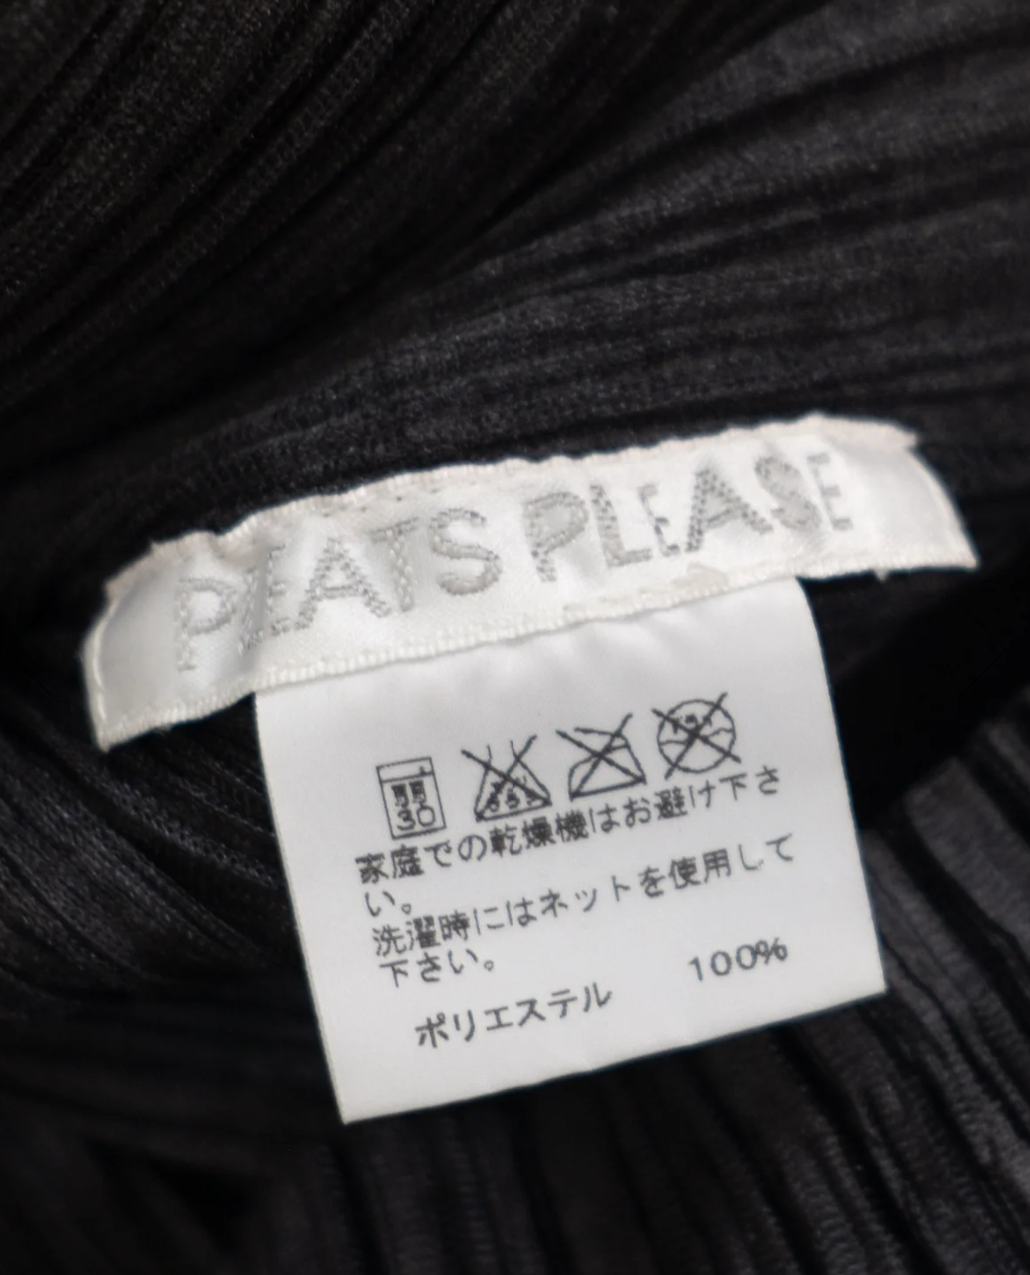 PLEATS PLEASE
弱
30
家庭での乾燥機はお避け下さ
い。
洗濯時にはネットを使用して
下さい。
ポリエステル 100%